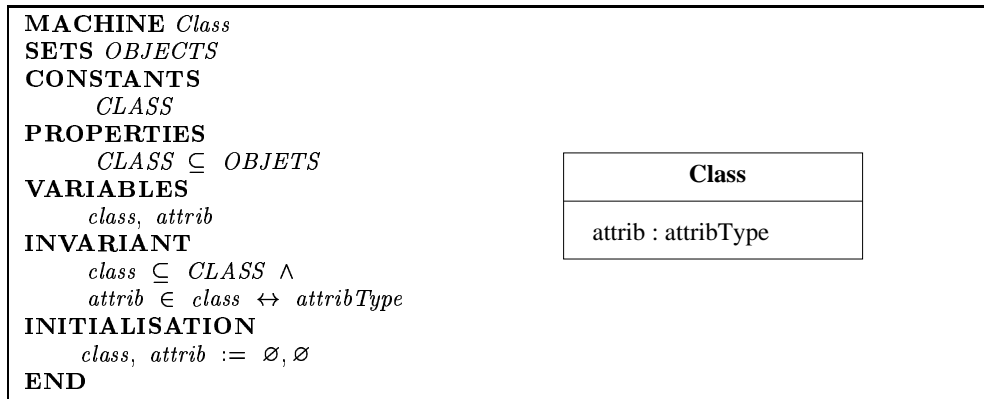 MACHINE Class
SETS OBJECTS
CONSTANTS
CLASS
PROPERTIES
CLASS ⊆ OBJETS
VARIABLES
class, attrib
INVARIANT
class ⊆ CLASS ∧
attrib ∈ class ↔ attribType
INITIALISATION
class, attrib := ∅, ∅
END
Class
attrib : attribType